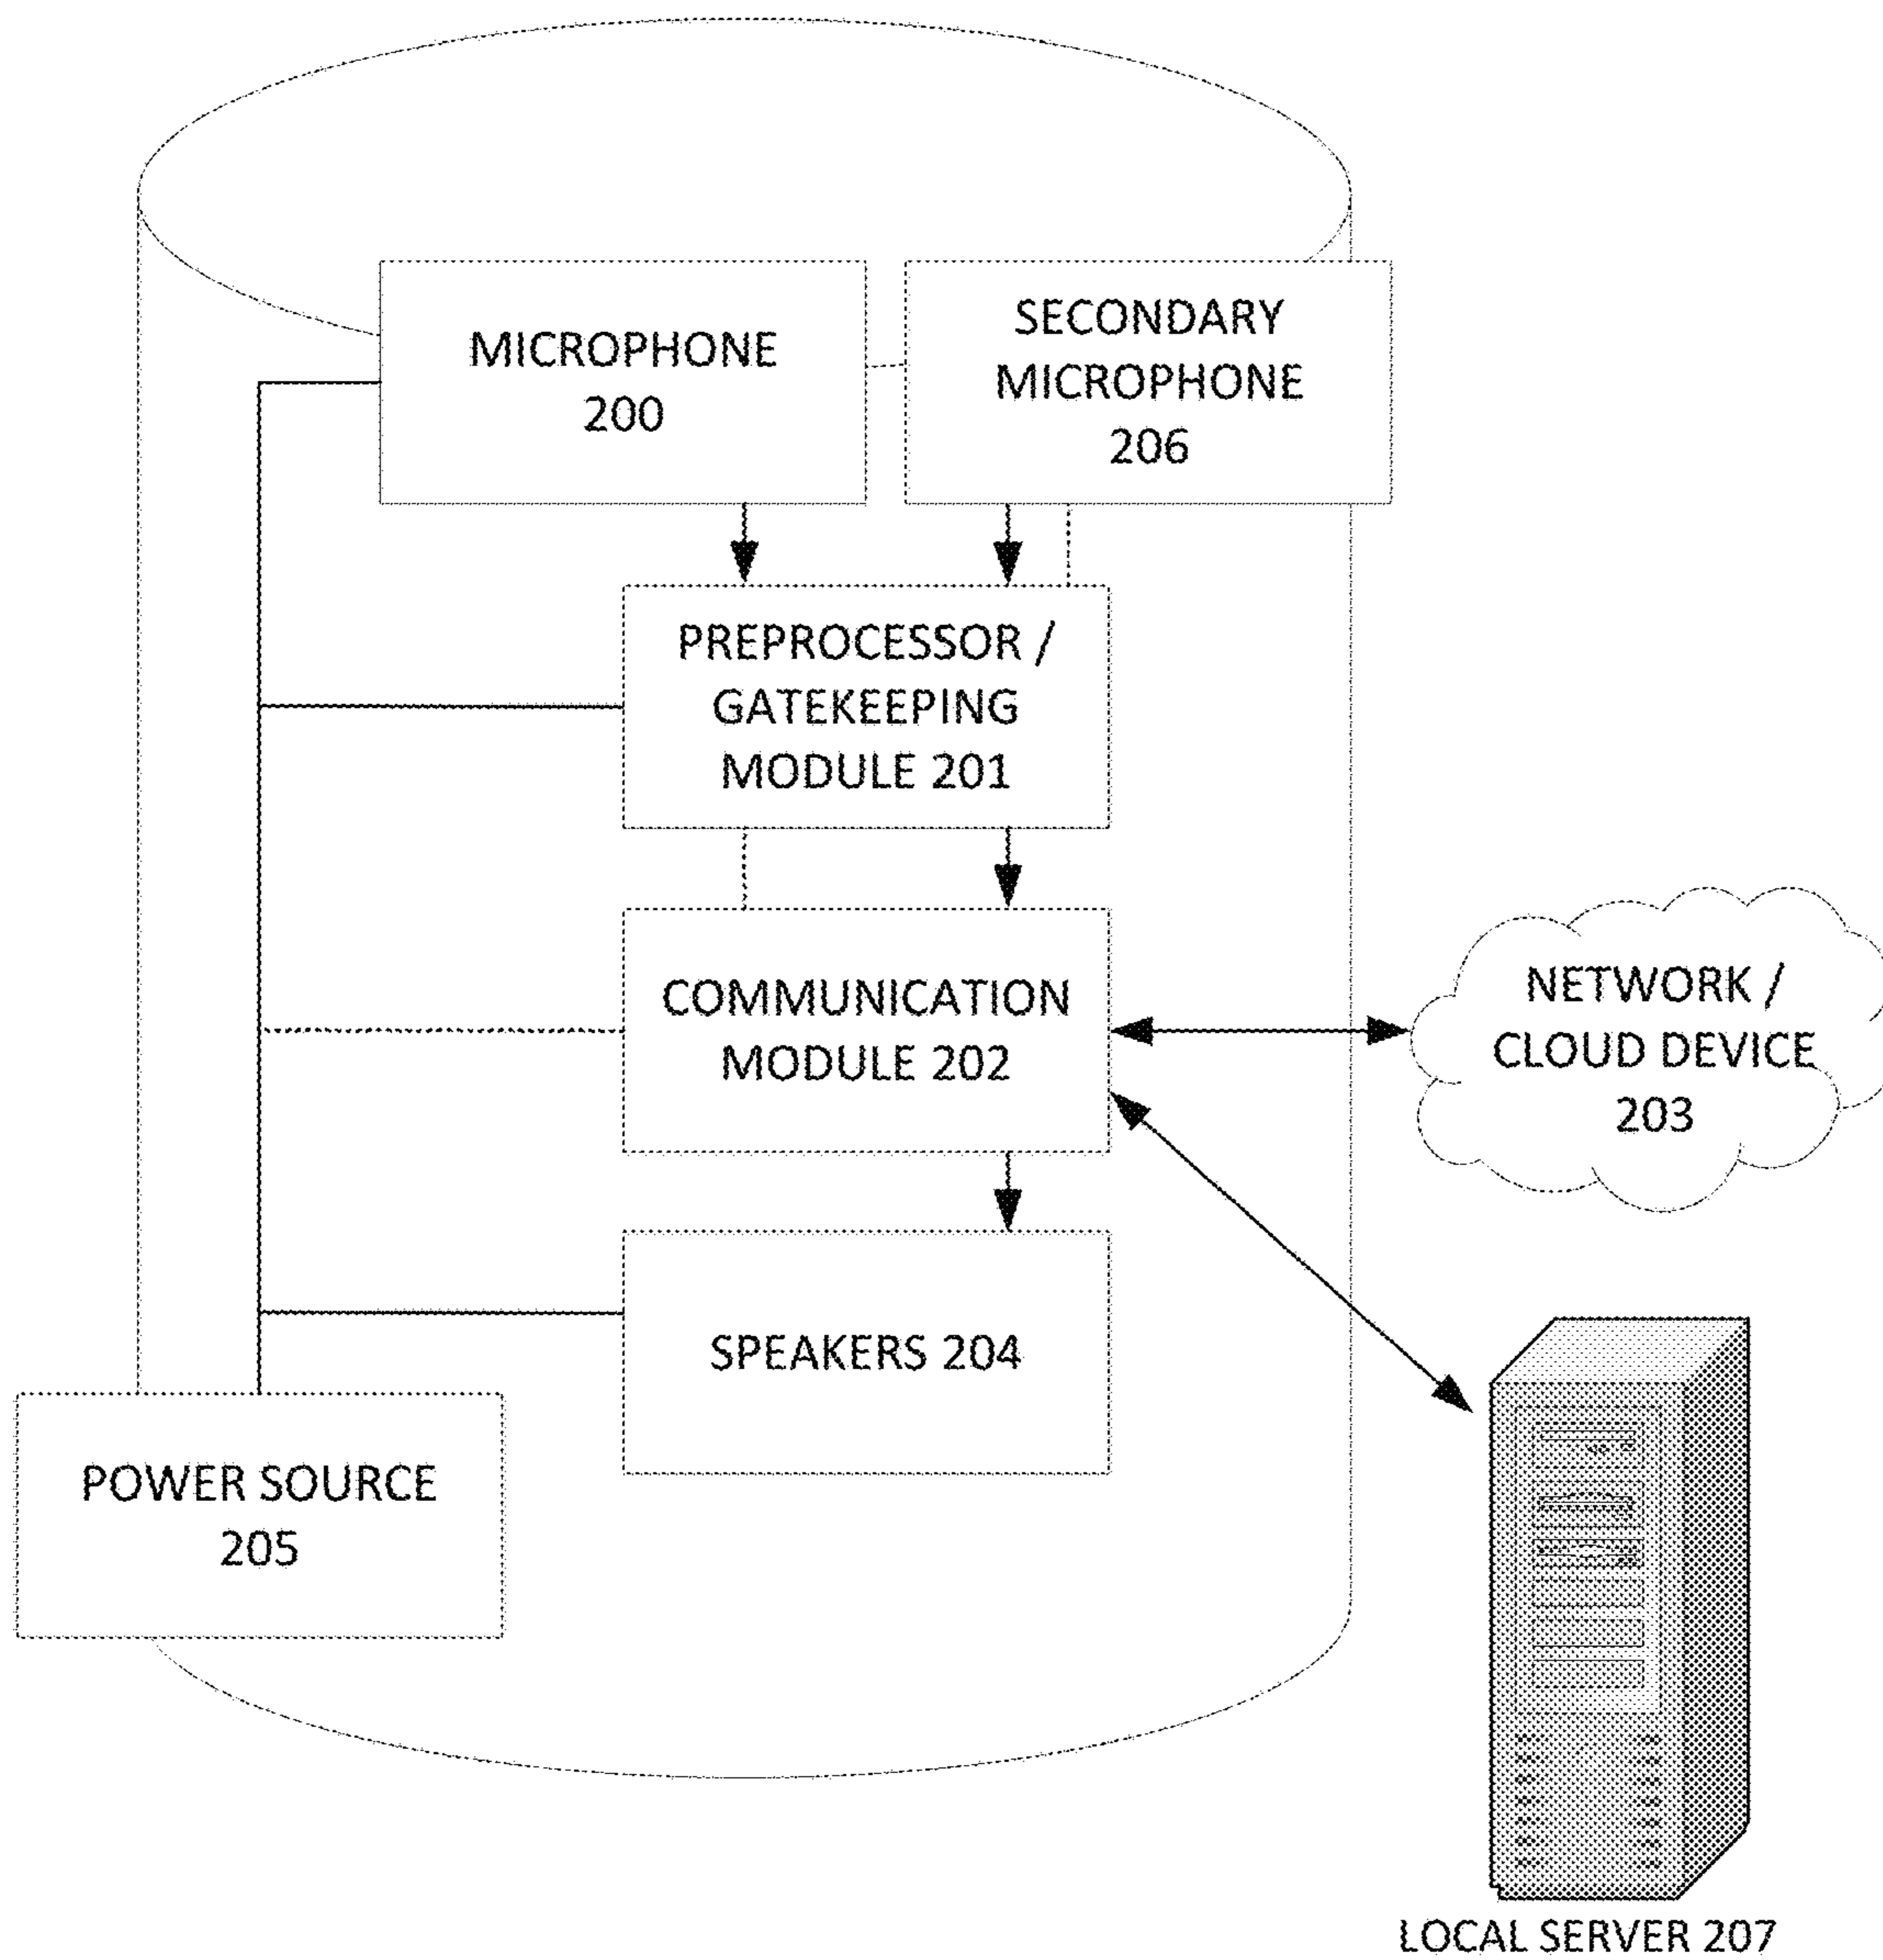 MICROPHONE
200
SECONDARY
MICROPHONE
206
PREPROCESSOR /
GATEKEEPING
MODULE 201
COMMUNICATION
MODULE 202
NETWORK /
CLOUD DEVICE
203
SPEAKERS 204
POWER SOURCE
205
LOCAL SERVER 207